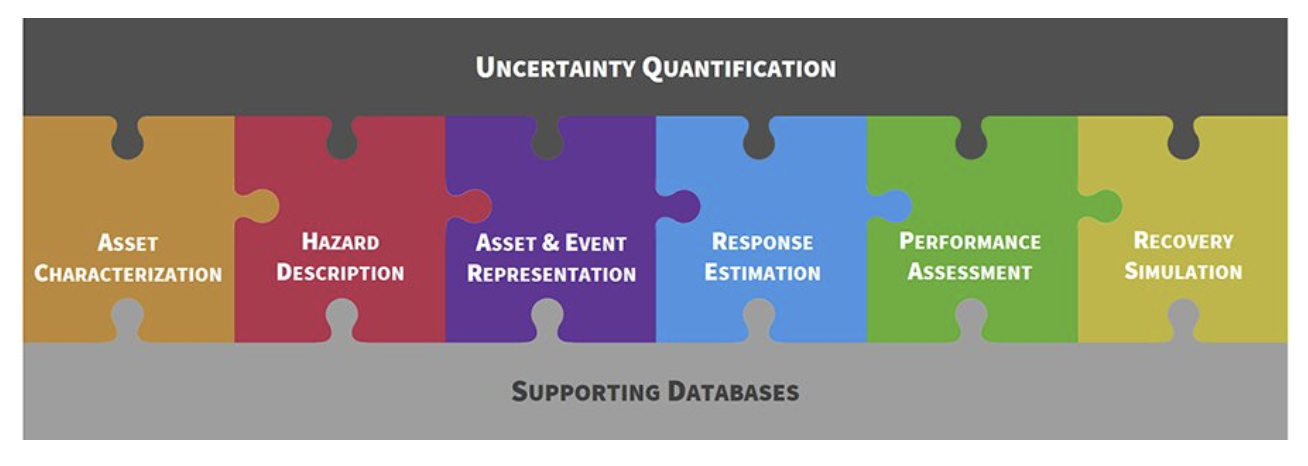 UNCERTAINTY QUANTIFICATION
ASSET
CHARACTERIZATION
HAZARD
DESCRIPTION
ASSET & EVENT
REPRESENTATION
RESPONSE
ESTIMATION
PERFORMANCE
ASSESSMENT
RECOVERY
SIMULATION
SUPPORTING DATABASES